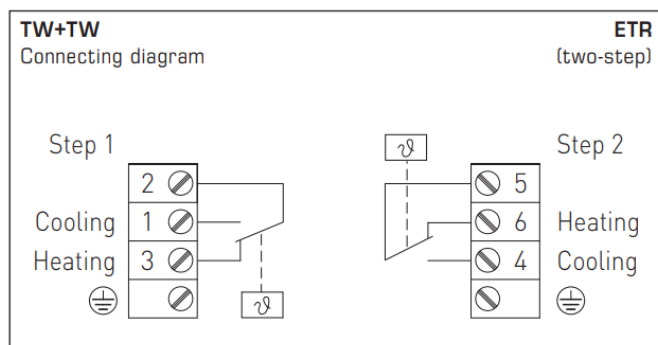 TW+TW
ETR
Connecting diagram
(two-step)
Step 1
Step 2
ϑ
2
5
Cooling 1
6 Heating
Heating 3
4 Cooling
ϑ